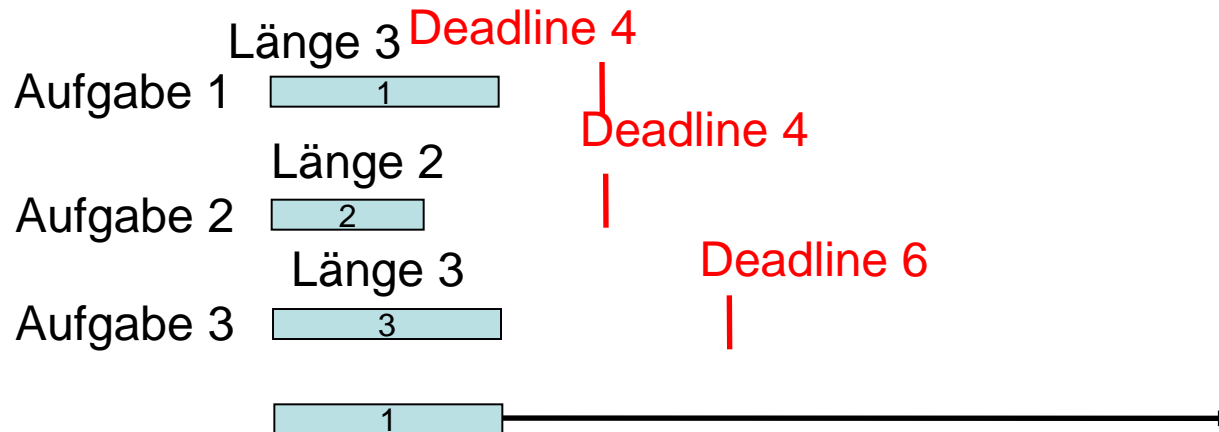 Länge 3 Deadline 4
Aufgabe 1 1
Deadline 4
Länge 2
Aufgabe 2 2
Deadline 6
Länge 3
Aufgabe 3 3
1